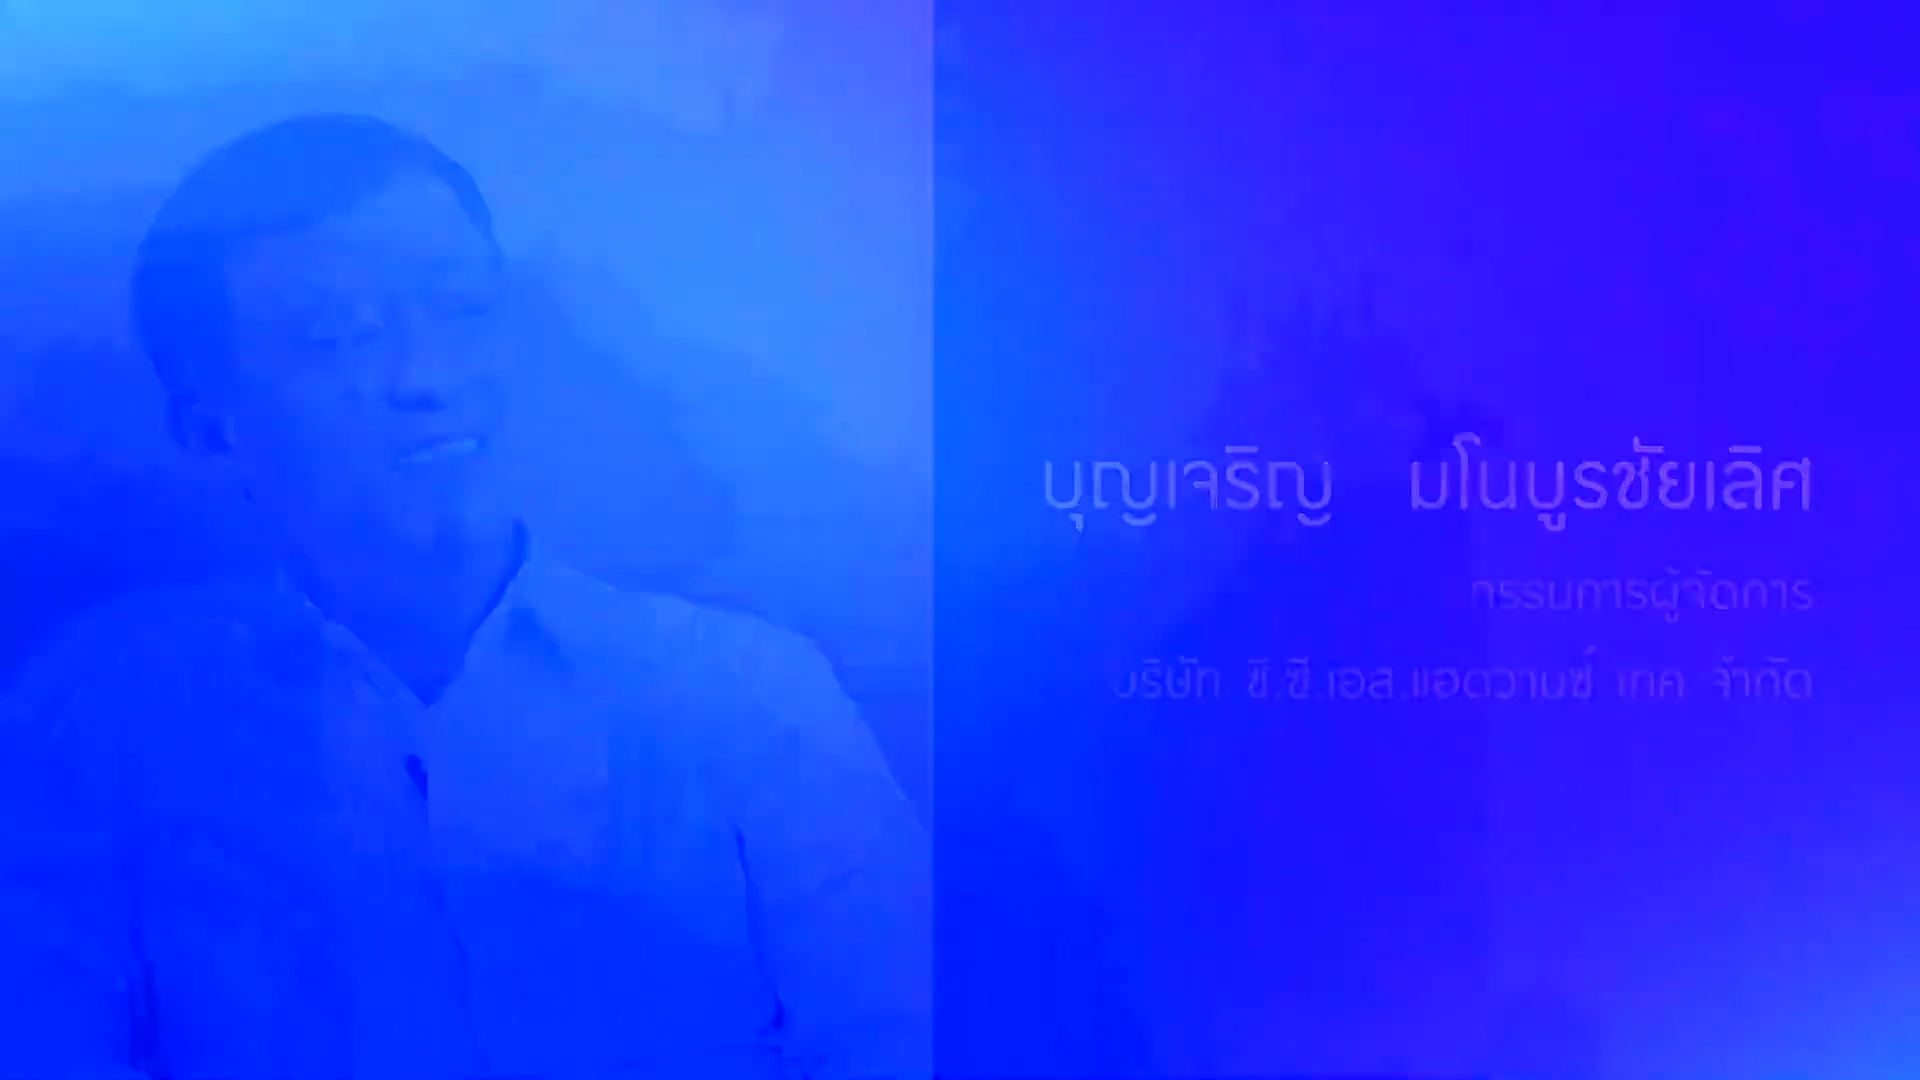 บุญเจริญ มโนบูรชัยเลิศ
กรรมการผู้จัดการ
บริษัท ซี.ซี.เอส.แอดวานซ์ เทค จำกัด